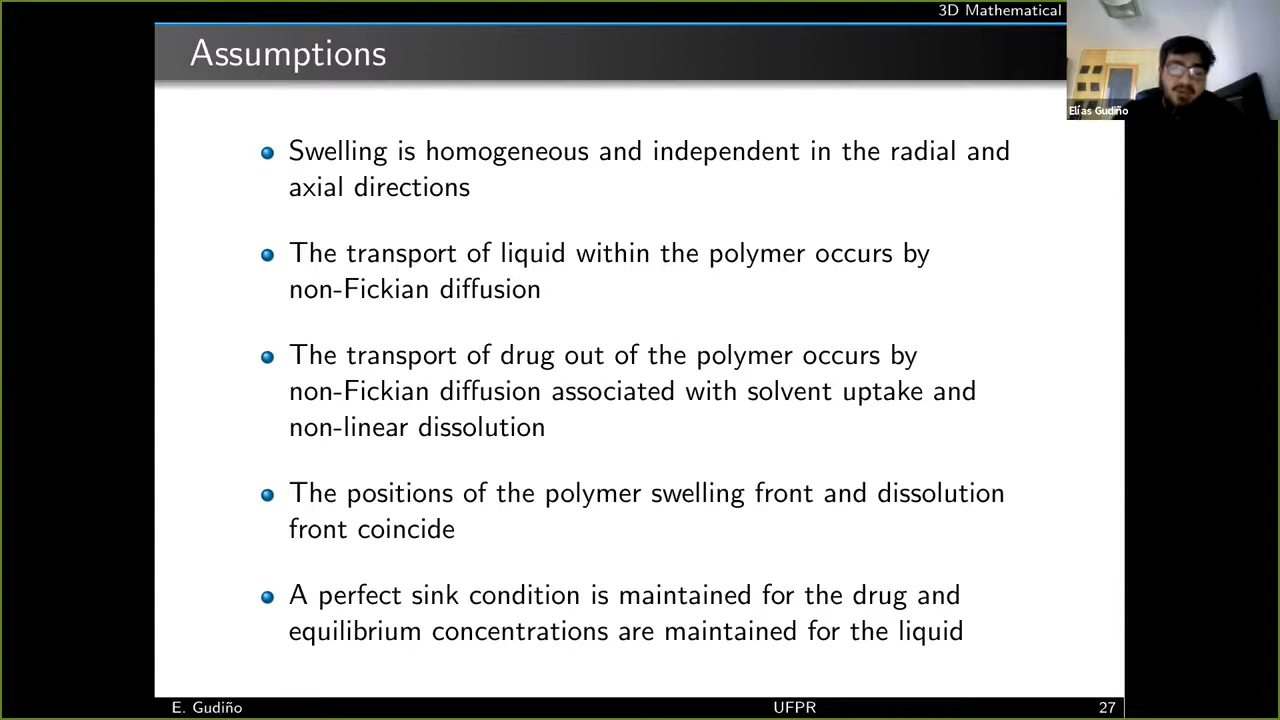 3D Mathematical
Assumptions
Elías Gudiño
Swelling is homogeneous and independent in the radial and
axial directions
The transport of liquid within the polymer occurs by
non-Fickian diffusion
The transport of drug out of the polymer occurs by
non-Fickian diffusion associated with solvent uptake and
non-linear dissolution
The positions of the polymer swelling front and dissolution
front coincide
A perfect sink condition is maintained for the drug and
equilibrium concentrations are maintained for the liquid
E. Gudiño
UFPR
27